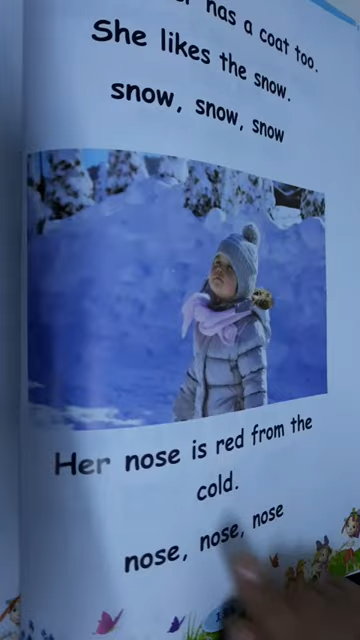 has a coat too.
She likes the snow.
snow, snow, snow
Her nose is red from the
cold.
nose, nose, nose